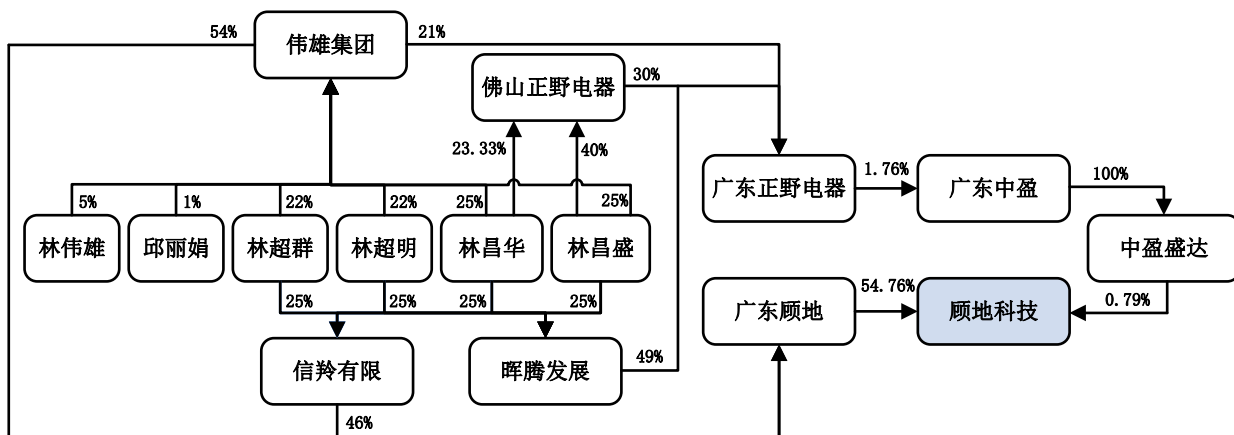 54%
伟雄集团
21%
佛山正野电器
30%
23.33%
40%
广东正野电器
1.76%
广东中盈
100%
5%
1%
22%
22%
25%
25%
林伟雄
邱丽娟
林超群
林超明
林昌华
林昌盛
中盈盛达
25%
25%
25%
25%
广东顾地
54.76%
顾地科技
0.79%
信羚有限
晖腾发展
49%
46%